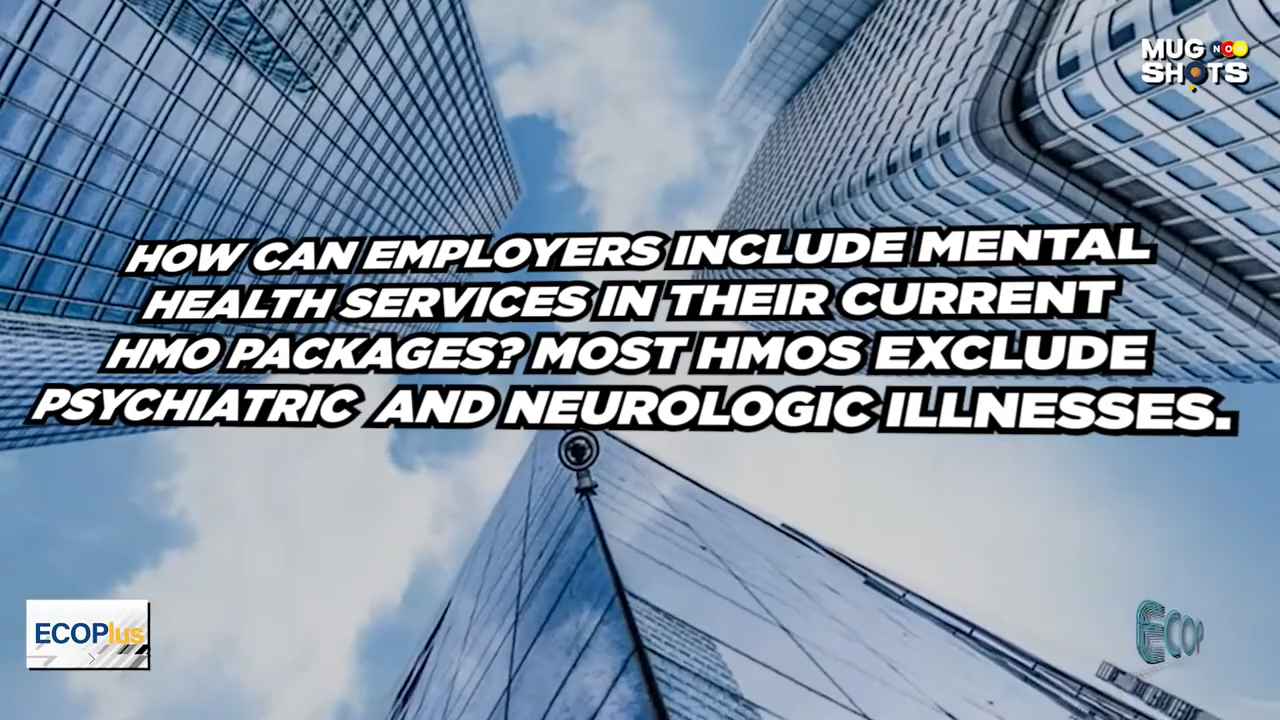 MUG NOW
SHOTS
HOW CAN EMPLOYERS INCLUDE MENTAL
HEALTH SERVICES IN THEIR CURRENT
HMO PACKAGES? MOST HMOS EXCLUDE
PSYCHIATRIC AND NEUROLOGIC ILLNESSES.
ECOPlus
ECOP